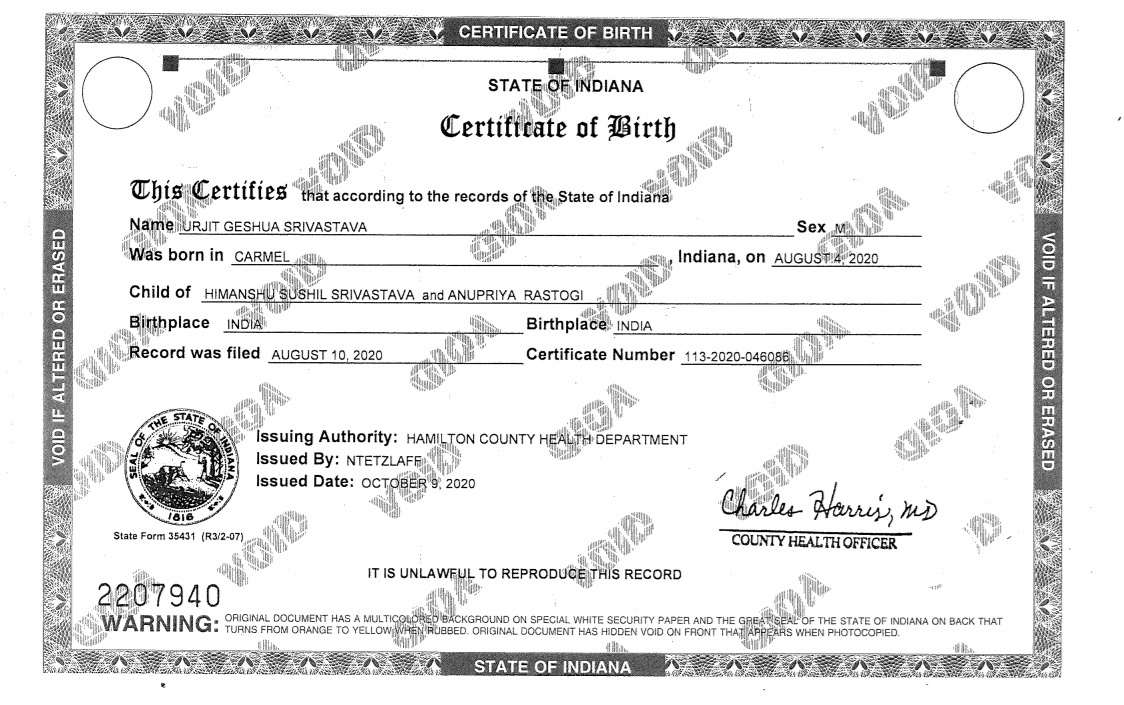 CERTIFICATE OF BIRTH
STATE OF INDIANA
Certificate of Birth
This Certifies that according to the records of the State of Indiana
Name URJIT GESHUA SRIVASTAVA Sex M
Was born in CARMEL , Indiana, on AUGUST 4, 2020
Child of HIMANSHU SUSHIL SRIVASTAVA and ANUPRIYA RASTOGI
Birthplace INDIA Birthplace INDIA
Record was filed AUGUST 10, 2020 Certificate Number 113-2020-046086
VOID IF ALTERED OR ERASED
VOID IF ALTERED OR ERASED
SEAL OF THE STATE OF INDIANA
1816
Issuing Authority: HAMILTON COUNTY HEALTH DEPARTMENT
Issued By: NTETZLAFF
Issued Date: OCTOBER 9, 2020
Charles Harris, MD
COUNTY HEALTH OFFICER
State Form 35431 (R3/2-07)
IT IS UNLAWFUL TO REPRODUCE THIS RECORD
2207940
WARNING: ORIGINAL DOCUMENT HAS A MULTICOLORED BACKGROUND ON SPECIAL WHITE SECURITY PAPER AND THE GREAT SEAL OF THE STATE OF INDIANA ON BACK THAT
TURNS FROM ORANGE TO YELLOW WHEN RUBBED. ORIGINAL DOCUMENT HAS HIDDEN VOID ON FRONT THAT APPEARS WHEN PHOTOCOPIED.
STATE OF INDIANA
VOID